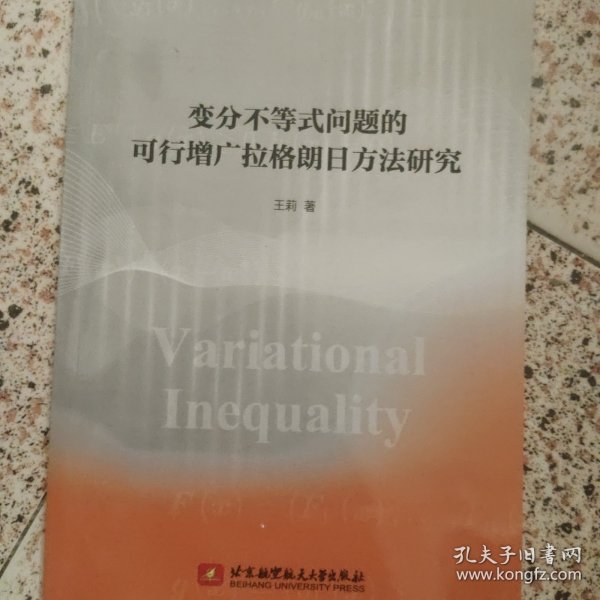 变分不等式问题的
可行增广拉格朗日方法研究
王莉 著
Variational
Inequality
北京航空航天大学出版社
BEIHANG UNIVERSITY PRESS
孔夫子旧书网
www.kongfz.com